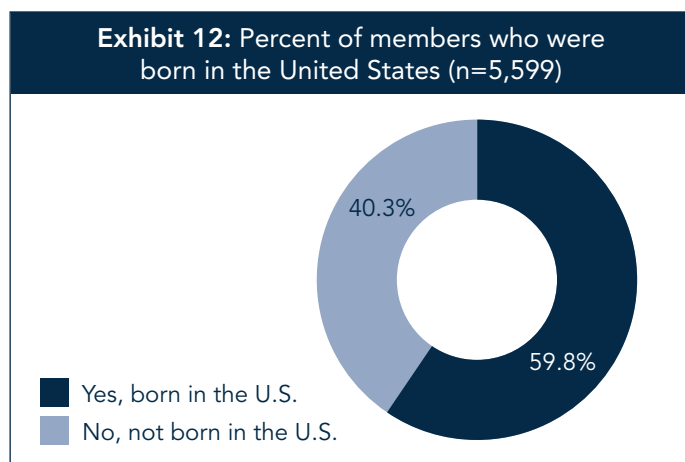 Exhibit 12: Percent of members who were
born in the United States (n=5,599)
40.3%
59.8%
Yes, born in the U.S.
No, not born in the U.S.